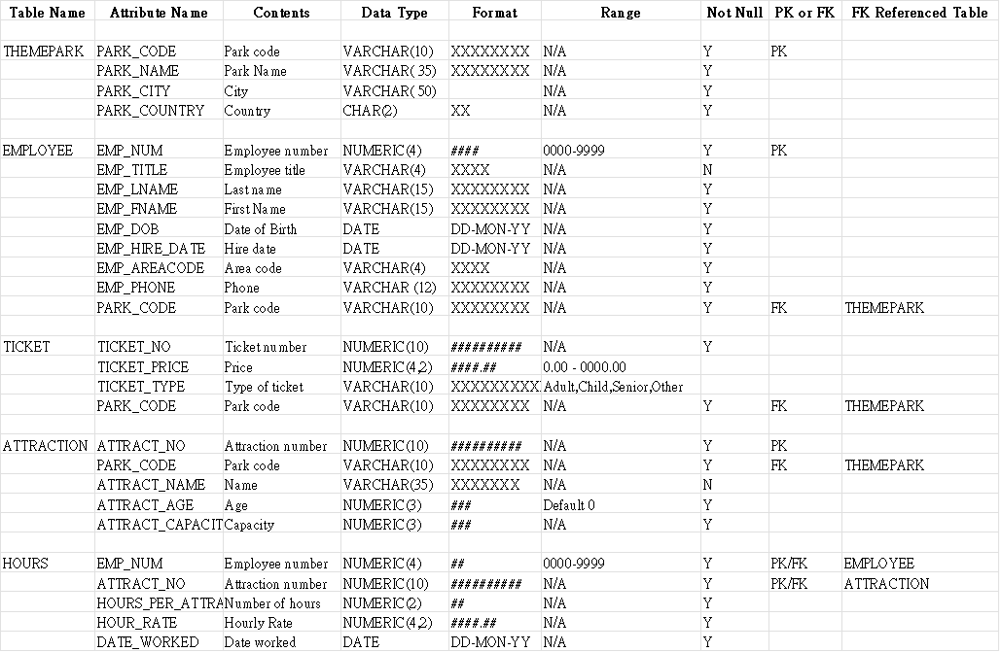 Table Name Attribute Name Contents Data Type Format Range Not Null PK or FK FK Referenced Table
THEMEPARK PARK_CODE Park code VARCHAR(10) XXXXXXXX N/A Y PK
PARK_NAME Park Name VARCHAR( 35) XXXXXXXX N/A Y
PARK_CITY City VARCHAR( 50) N/A Y
PARK_COUNTRY Country CHAR(2) XX N/A Y
EMPLOYEE EMP_NUM Employee number NUMERIC(4) #### 0000-9999 Y PK
EMP_TITLE Employee title VARCHAR(4) XXXX N/A N
EMP_LNAME Last name VARCHAR(15) XXXXXXXX N/A Y
EMP_FNAME First Name VARCHAR(15) XXXXXXXX N/A Y
EMP_DOB Date of Birth DATE DD-MON-YY N/A Y
EMP_HIRE_DATE Hire date DATE DD-MON-YY N/A Y
EMP_AREACODE Area code VARCHAR(4) XXXX N/A Y
EMP_PHONE Phone VARCHAR (12) XXXXXXXX N/A Y
PARK_CODE Park code VARCHAR(10) XXXXXXXX N/A Y FK THEMEPARK
TICKET TICKET_NO Ticket number NUMERIC(10) ########## N/A Y
TICKET_PRICE Price NUMERIC(4,2) ####.## 0.00 - 0000.00
TICKET_TYPE Type of ticket VARCHAR(10) XXXXXXXXX Adult,Child,Senior,Other
PARK_CODE Park code VARCHAR(10) XXXXXXXX N/A Y FK THEMEPARK
ATTRACTION ATTRACT_NO Attraction number NUMERIC(10) ########## N/A Y PK
PARK_CODE Park code VARCHAR(10) XXXXXXXX N/A Y FK THEMEPARK
ATTRACT_NAME Name VARCHAR(35) XXXXXXX N/A N
ATTRACT_AGE Age NUMERIC(3) ### Default 0 Y
ATTRACT_CAPACIT Capacity NUMERIC(3) ### N/A Y
HOURS EMP_NUM Employee number NUMERIC(4) ## 0000-9999 Y PK/FK EMPLOYEE
ATTRACT_NO Attraction number NUMERIC(10) ########## N/A Y PK/FK ATTRACTION
HOURS_PER_ATTRA Number of hours NUMERIC(2) ## N/A Y
HOUR_RATE Hourly Rate NUMERIC(4,2) ####.## N/A Y
DATE_WORKED Date worked DATE DD-MON-YY N/A Y